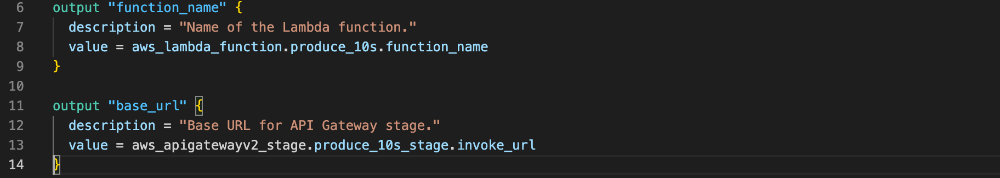 6 output "function_name" {
7   description = "Name of the Lambda function."
8   value = aws_lambda_function.produce_10s.function_name
9 }
10
11 output "base_url" {
12   description = "Base URL for API Gateway stage."
13   value = aws_apigatewayv2_stage.produce_10s_stage.invoke_url
14 }